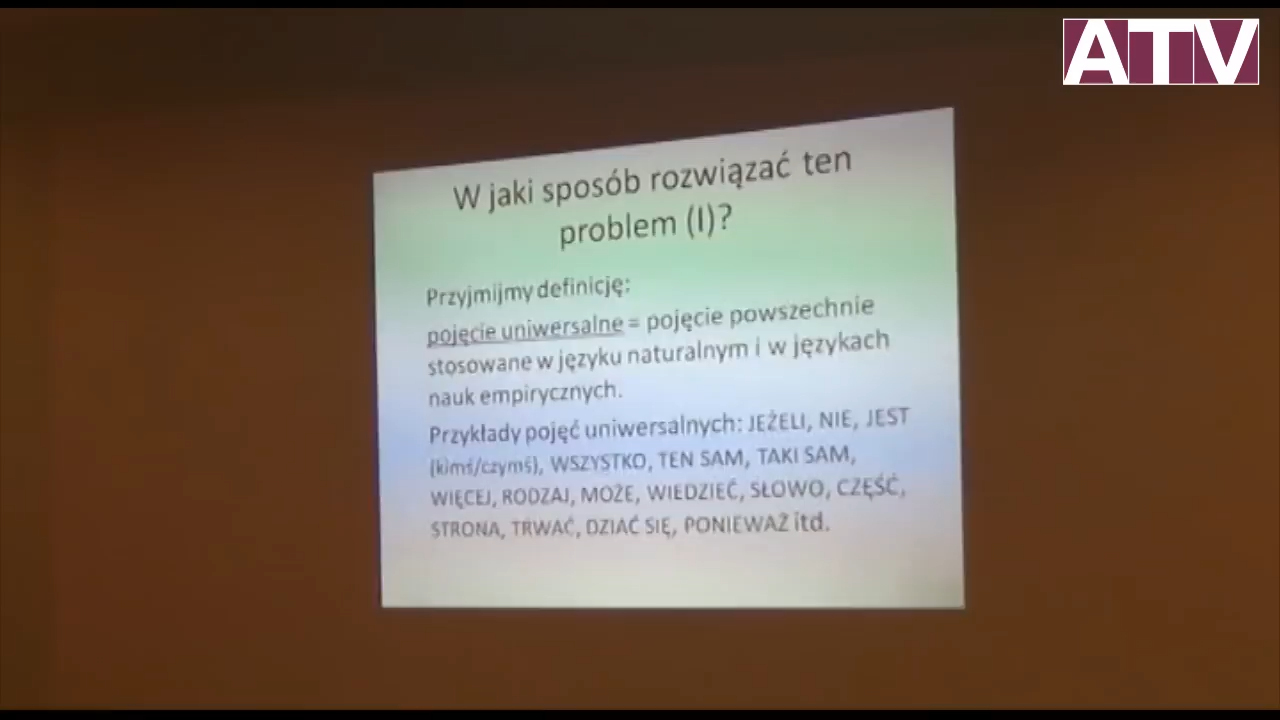 ATV
W jaki sposób rozwiązać ten
problem (I)?
Przyjmijmy definicję:
pojęcie uniwersalne = pojęcie powszechnie
stosowane w języku naturalnym i w językach
nauk empirycznych.
Przykłady pojęć uniwersalnych: JEŻELI, NIE, JEST
(kimś/czymś), WSZYSTKO, TEN SAM, TAKI SAM,
WIĘCEJ, RODZAJ, MOŻE, WIEDZIEĆ, SŁOWO, CZĘŚĆ,
STRONA, TRWAĆ, DZIAĆ SIĘ, PONIEWAŻ itd.